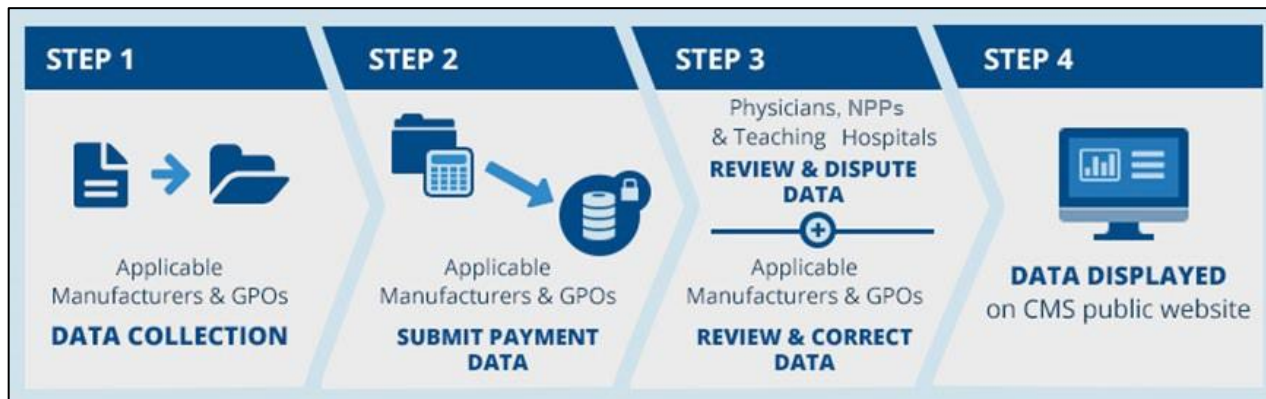 STEP 1
Applicable
Manufacturers & GPOs
DATA COLLECTION
STEP 2
Applicable
Manufacturers & GPOs
SUBMIT PAYMENT
DATA
STEP 3
Physicians, NPPs
& Teaching Hospitals
REVIEW & DISPUTE
DATA
Applicable
Manufacturers & GPOs
REVIEW & CORRECT
DATA
STEP 4
DATA DISPLAYED
on CMS public website